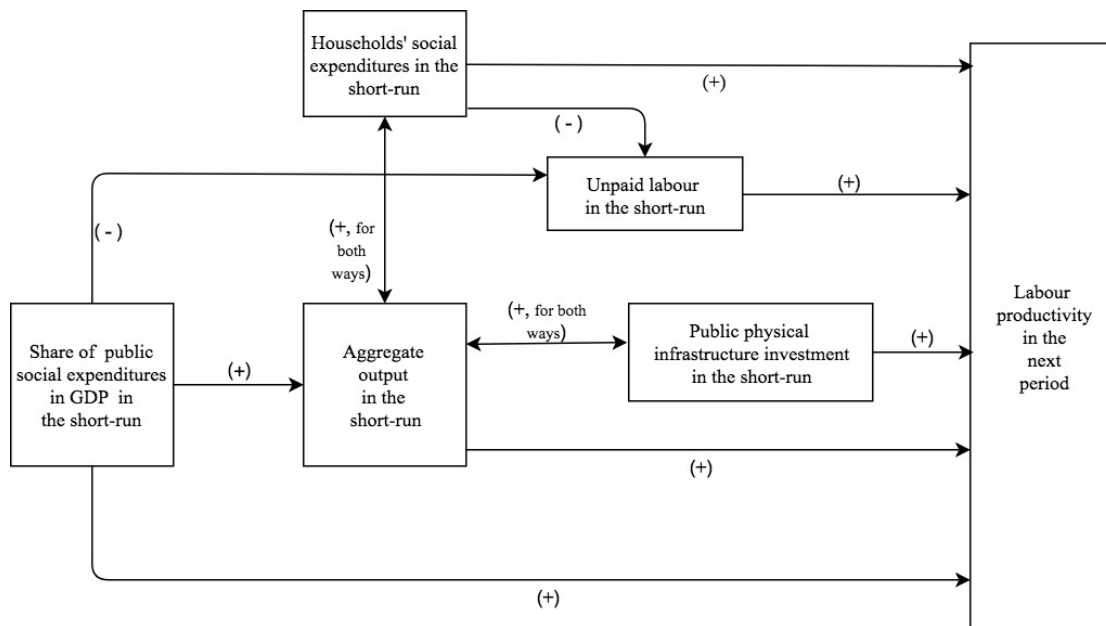 Households' social
expenditures in the
short-run
(+)
( - )
Unpaid labour
in the short-run
(+)
( - )
(+, for
both
ways)
Share of public
social expenditures
in GDP in
the short-run
(+)
Aggregate
output
in the
short-run
(+, for both
ways)
Public physical
infrastructure investment
in the short-run
(+)
Labour
productivity
in the
next
period
(+)
(+)